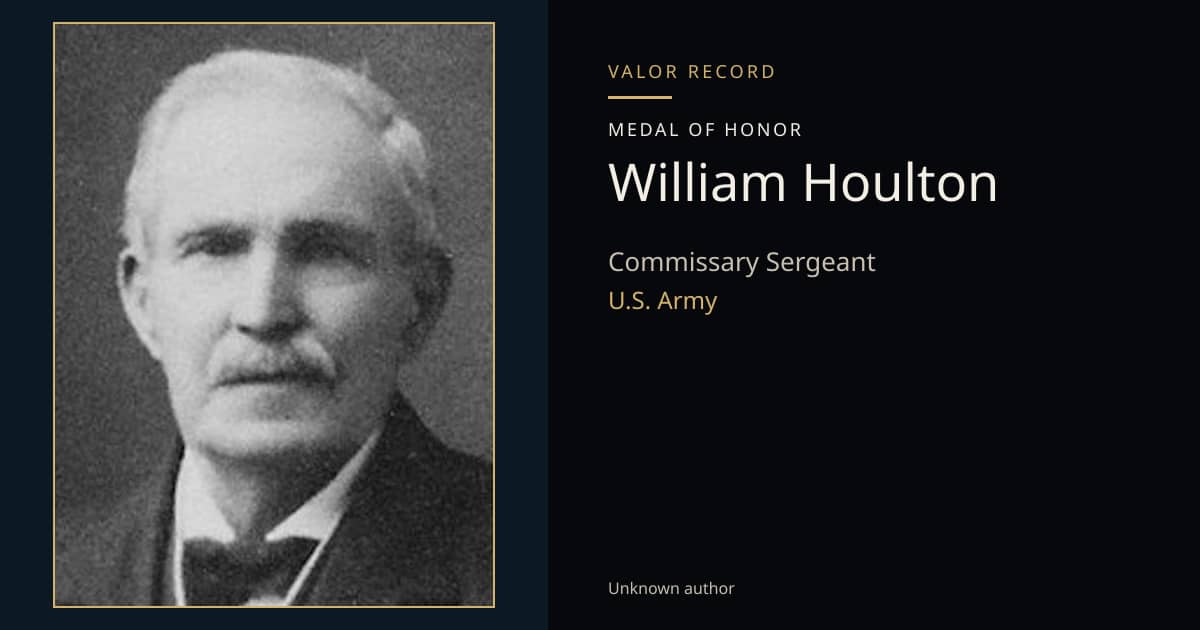 VALOR RECORD
MEDAL OF HONOR
William Houlton
Commissary Sergeant
U.S. Army
Unknown author